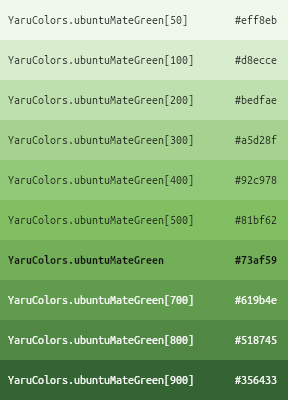 YaruColors.ubuntuMateGreen[50] #eff8eb
YaruColors.ubuntuMateGreen[100] #d8ecce
YaruColors.ubuntuMateGreen[200] #bedfae
YaruColors.ubuntuMateGreen[300] #a5d28f
YaruColors.ubuntuMateGreen[400] #92c978
YaruColors.ubuntuMateGreen[500] #81bf62
YaruColors.ubuntuMateGreen #73af59
YaruColors.ubuntuMateGreen[700] #619b4e
YaruColors.ubuntuMateGreen[800] #518745
YaruColors.ubuntuMateGreen[900] #356433